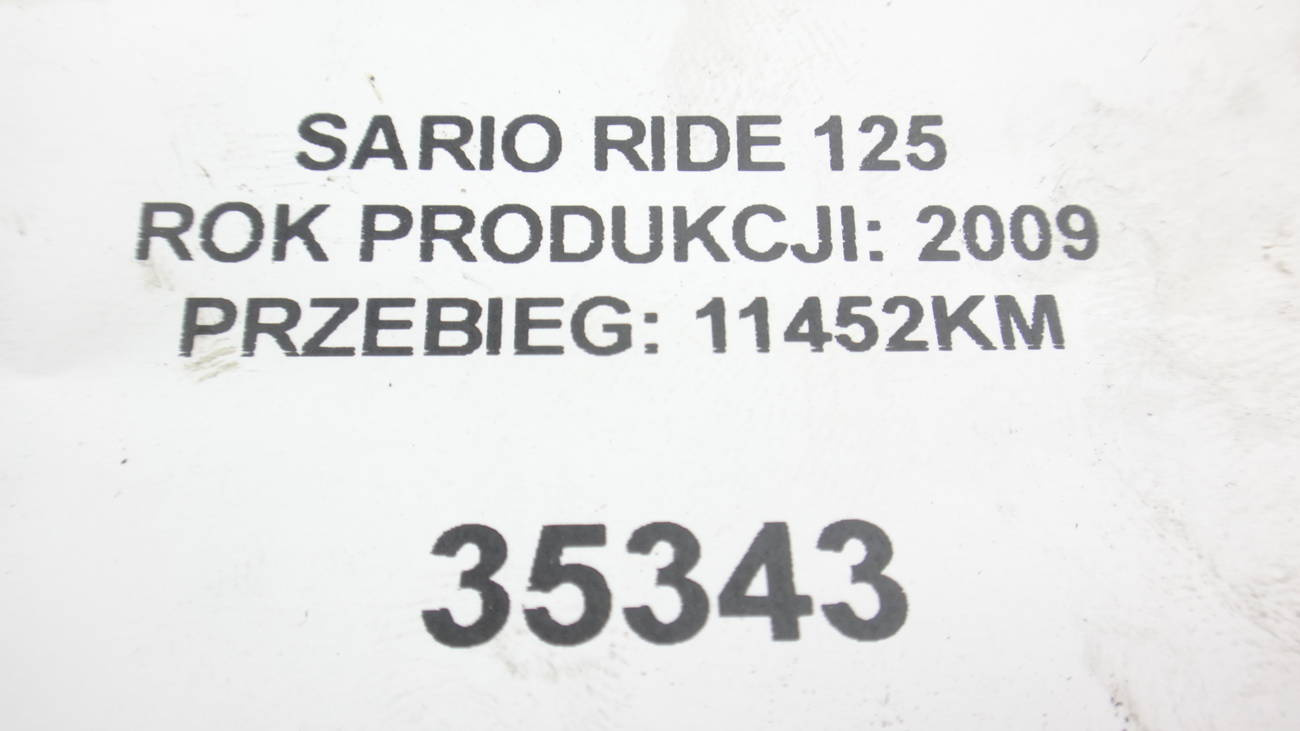 SARIO RIDE 125
ROK PRODUKCJI: 2009
PRZEBIEG: 11452KM
35343